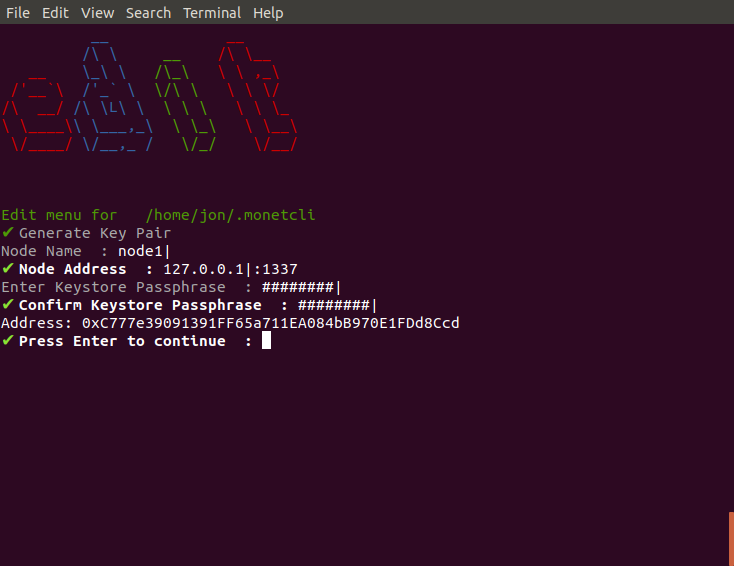 File Edit View Search Terminal Help
Edit
Edit menu for /home/jon/.monetcli
✔ Generate Key Pair
Node Name : node1|
✔ Node Address : 127.0.0.1|:1337
Enter Keystore Passphrase : ########|
✔ Confirm Keystore Passphrase : ########|
Address: 0xC777e39091391FF65a711EA084bB970E1FDd8Ccd
✔ Press Enter to continue :